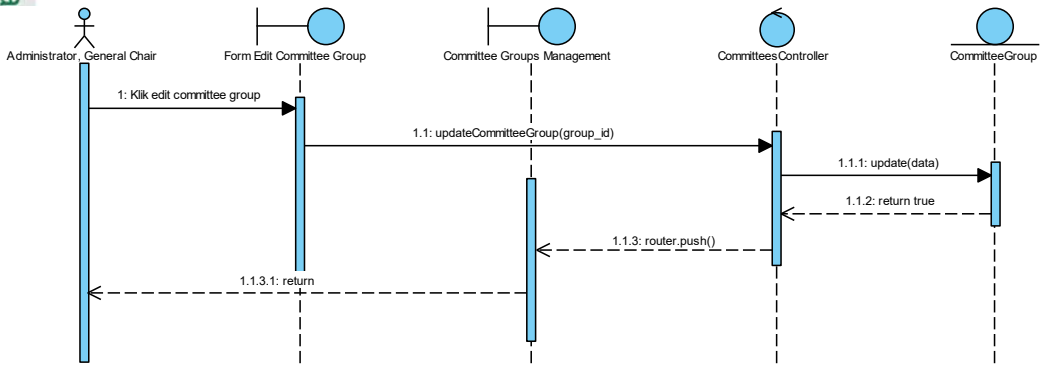 Administrator, General Chair
Form Edit Committee Group
Committee Groups Management
CommitteesController
CommitteeGroup
1: Klik edit committee group
1.1: updateCommitteeGroup(group_id)
1.1.1: update(data)
1.1.2: return true
1.1.3: router.push()
1.1.3.1: return